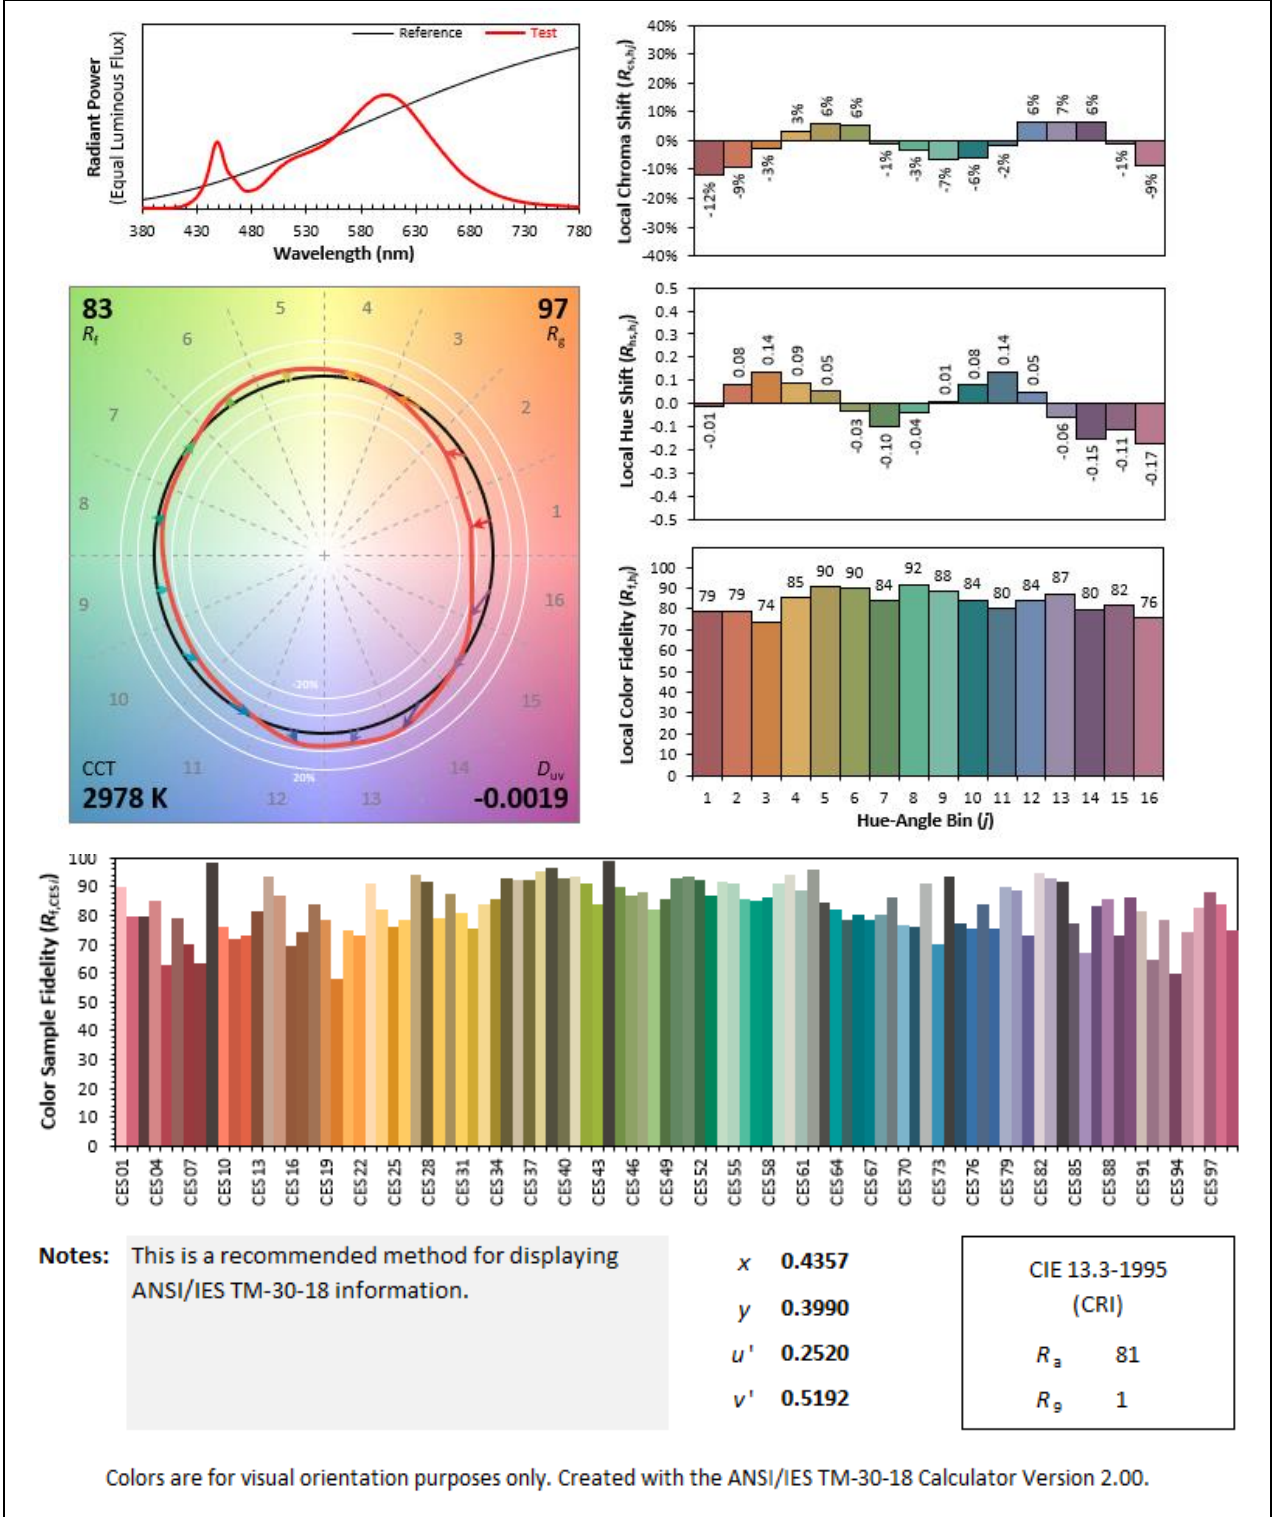 Radiant Power
(Equal Luminous Flux)
Reference
Test
380 430 480 530 580 630 680 730 780
Wavelength (nm)
Local Chroma Shift (Rcs,hj)
40%
30%
20%
10%
0%
-10%
-20%
-30%
-40%
-12% -9% -3% 3% 6% 6% -1% -3% -7% -6% -2% 6% 7% 6% -1% -9%
83
Rf
97
Rg
5 4
6 3
7 2
8 1
9 16
10 15
11 14
12 13
-20%
20%
CCT
2978 K
Duv
-0.0019
Local Hue Shift (Rhs,hj)
0.5
0.4
0.3
0.2
0.1
0.0
-0.1
-0.2
-0.3
-0.4
-0.5
-0.01 0.08 0.14 0.09 0.05 -0.03 -0.10 -0.04 0.01 0.08 0.14 0.05 -0.06 -0.15 -0.11 -0.17
Local Color Fidelity (Rf,hj)
100
90
80
70
60
50
40
30
20
10
0
79 79 74 85 90 90 84 92 88 84 80 84 87 80 82 76
1 2 3 4 5 6 7 8 9 10 11 12 13 14 15 16
Hue-Angle Bin (j)
Color Sample Fidelity (Rf,CESi)
100
90
80
70
60
50
40
30
20
10
0
CES01 CES04 CES07 CES10 CES13 CES16 CES19 CES22 CES25 CES28 CES31 CES34 CES37 CES40 CES43 CES46 CES49 CES52 CES55 CES58 CES61 CES64 CES67 CES70 CES73 CES76 CES79 CES82 CES85 CES88 CES91 CES94 CES97
Notes: This is a recommended method for displaying
ANSI/IES TM-30-18 information.
x 0.4357
y 0.3990
u' 0.2520
v' 0.5192
CIE 13.3-1995
(CRI)
Ra 81
R9 1
Colors are for visual orientation purposes only. Created with the ANSI/IES TM-30-18 Calculator Version 2.00.